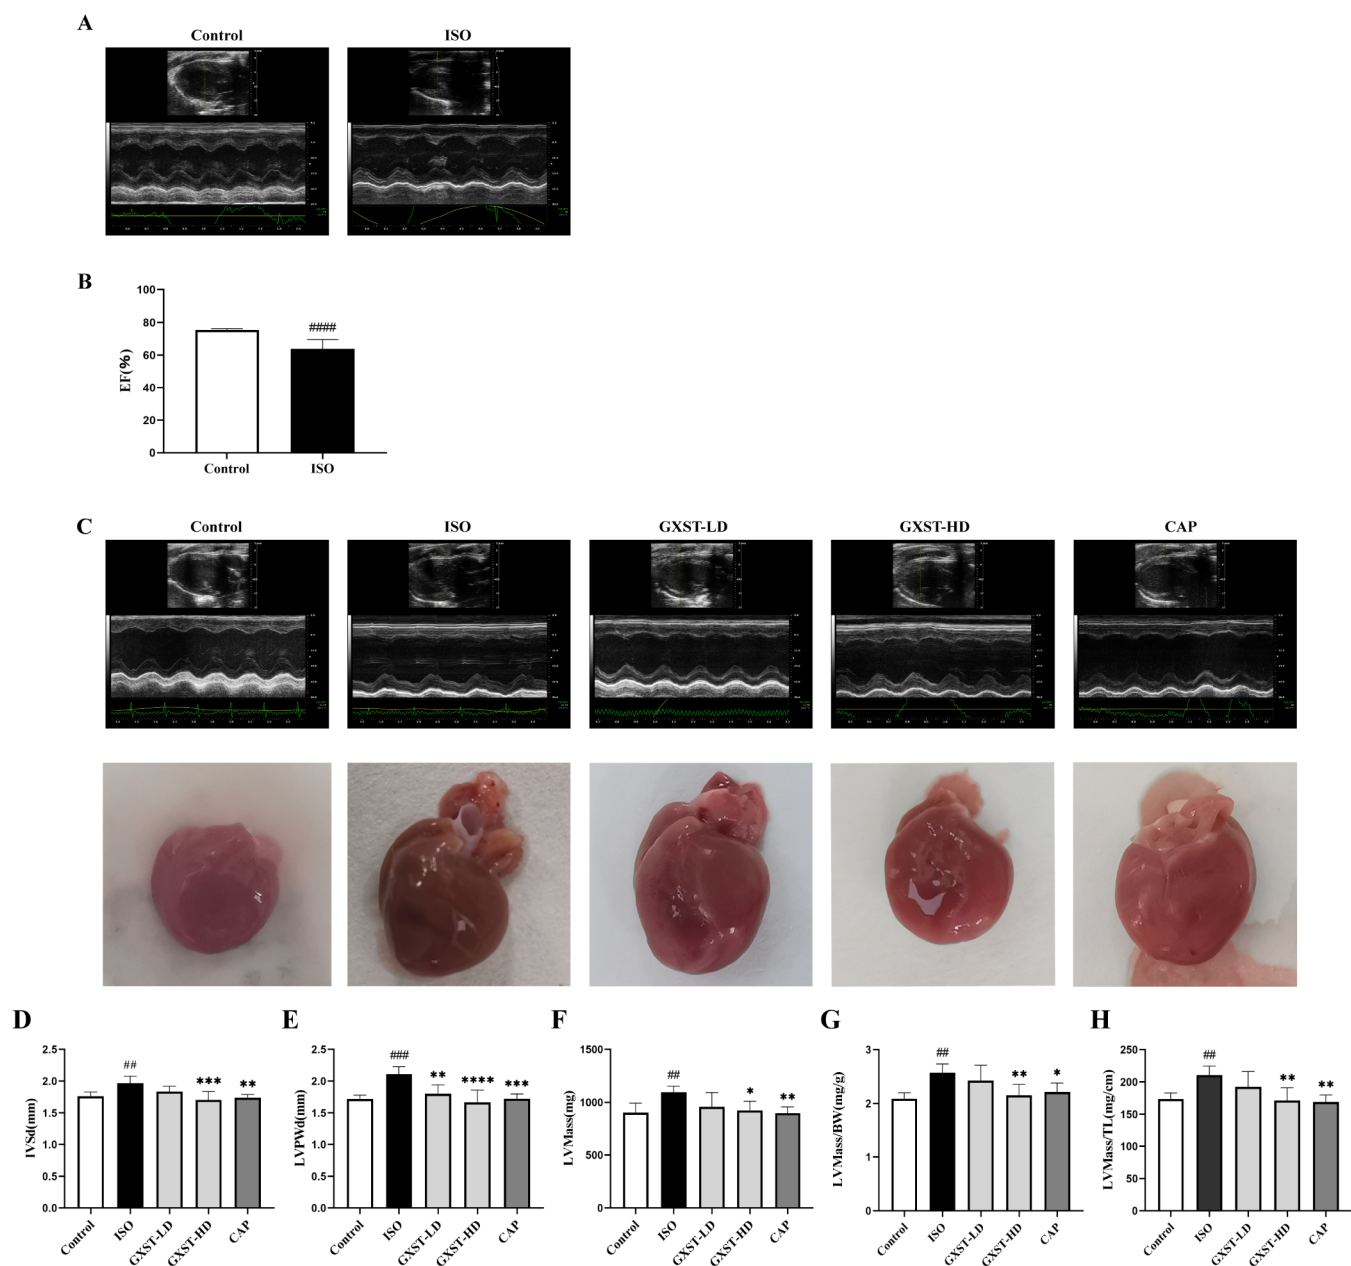 A
Control ISO
B
####
100
80
60
40
20
0
EF(%)
Control ISO
C
Control ISO GXST-LD GXST-HD CAP
D
IVSd(mm)
2.5
2.0
1.5
1.0
0.5
0.0
## *** **
Control ISO GXST-LD GXST-HD CAP
E
LVPWd(mm)
2.5
2.0
1.5
1.0
0.5
0.0
### ** **** ***
Control ISO GXST-LD GXST-HD CAP
F
LVMass(mg)
1500
1000
500
0
## * **
Control ISO GXST-LD GXST-HD CAP
G
LVMass/BW(mg/g)
3
2
1
0
## ** *
Control ISO GXST-LD GXST-HD CAP
H
LVMass/TL(mg/cm)
250
200
150
100
50
0
## ** **
Control ISO GXST-LD GXST-HD CAP